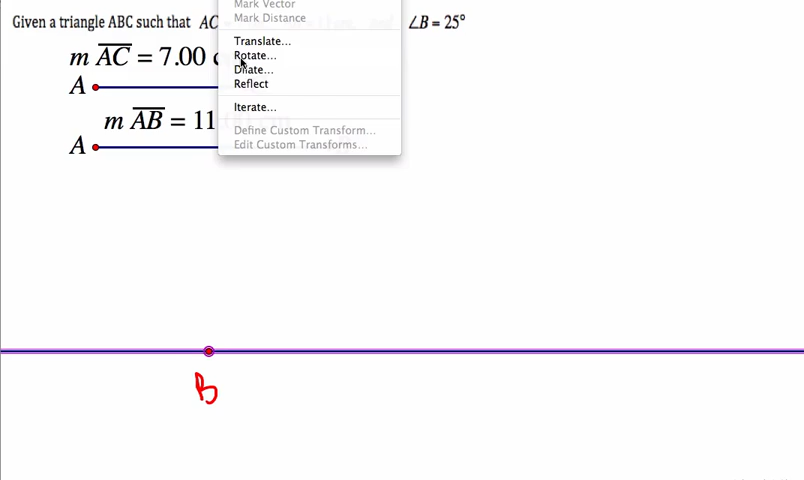 Mark Vector
Given a triangle ABC such that AC ∠B = 25°
Mark Distance
Translate...
m AC = 7.00 c
Rotate...
Dilate...
A
Reflect
Iterate...
m AB = 11
Define Custom Transform...
A
Edit Custom Transforms...
B